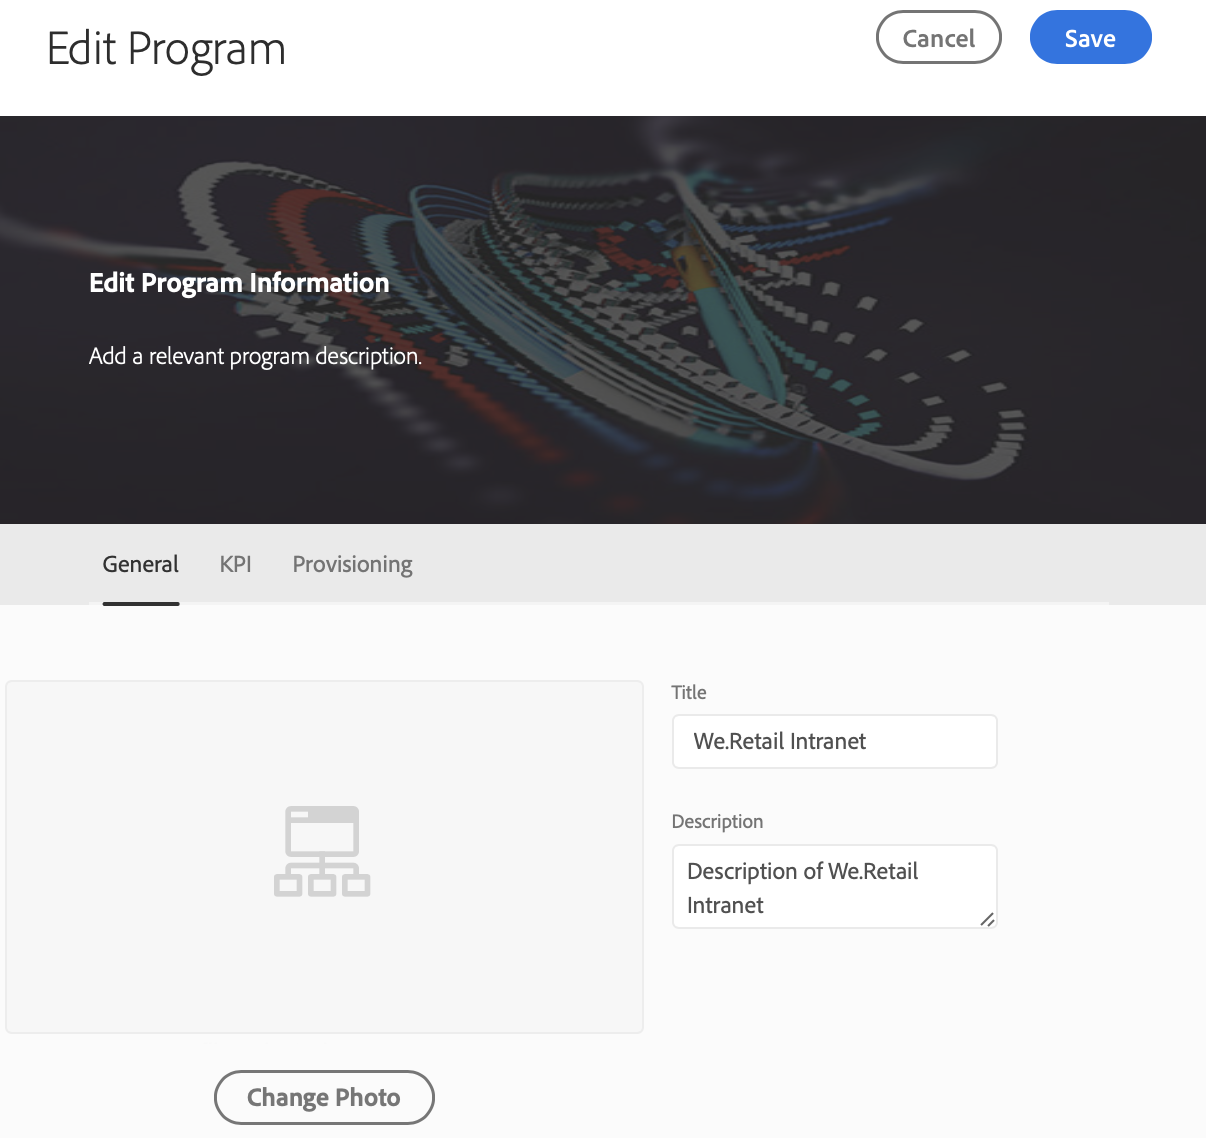 Edit Program
Cancel
Save
Edit Program Information
Add a relevant program description.
General
KPI
Provisioning
Title
We.Retail Intranet
Description
Description of We.Retail
Intranet
Change Photo